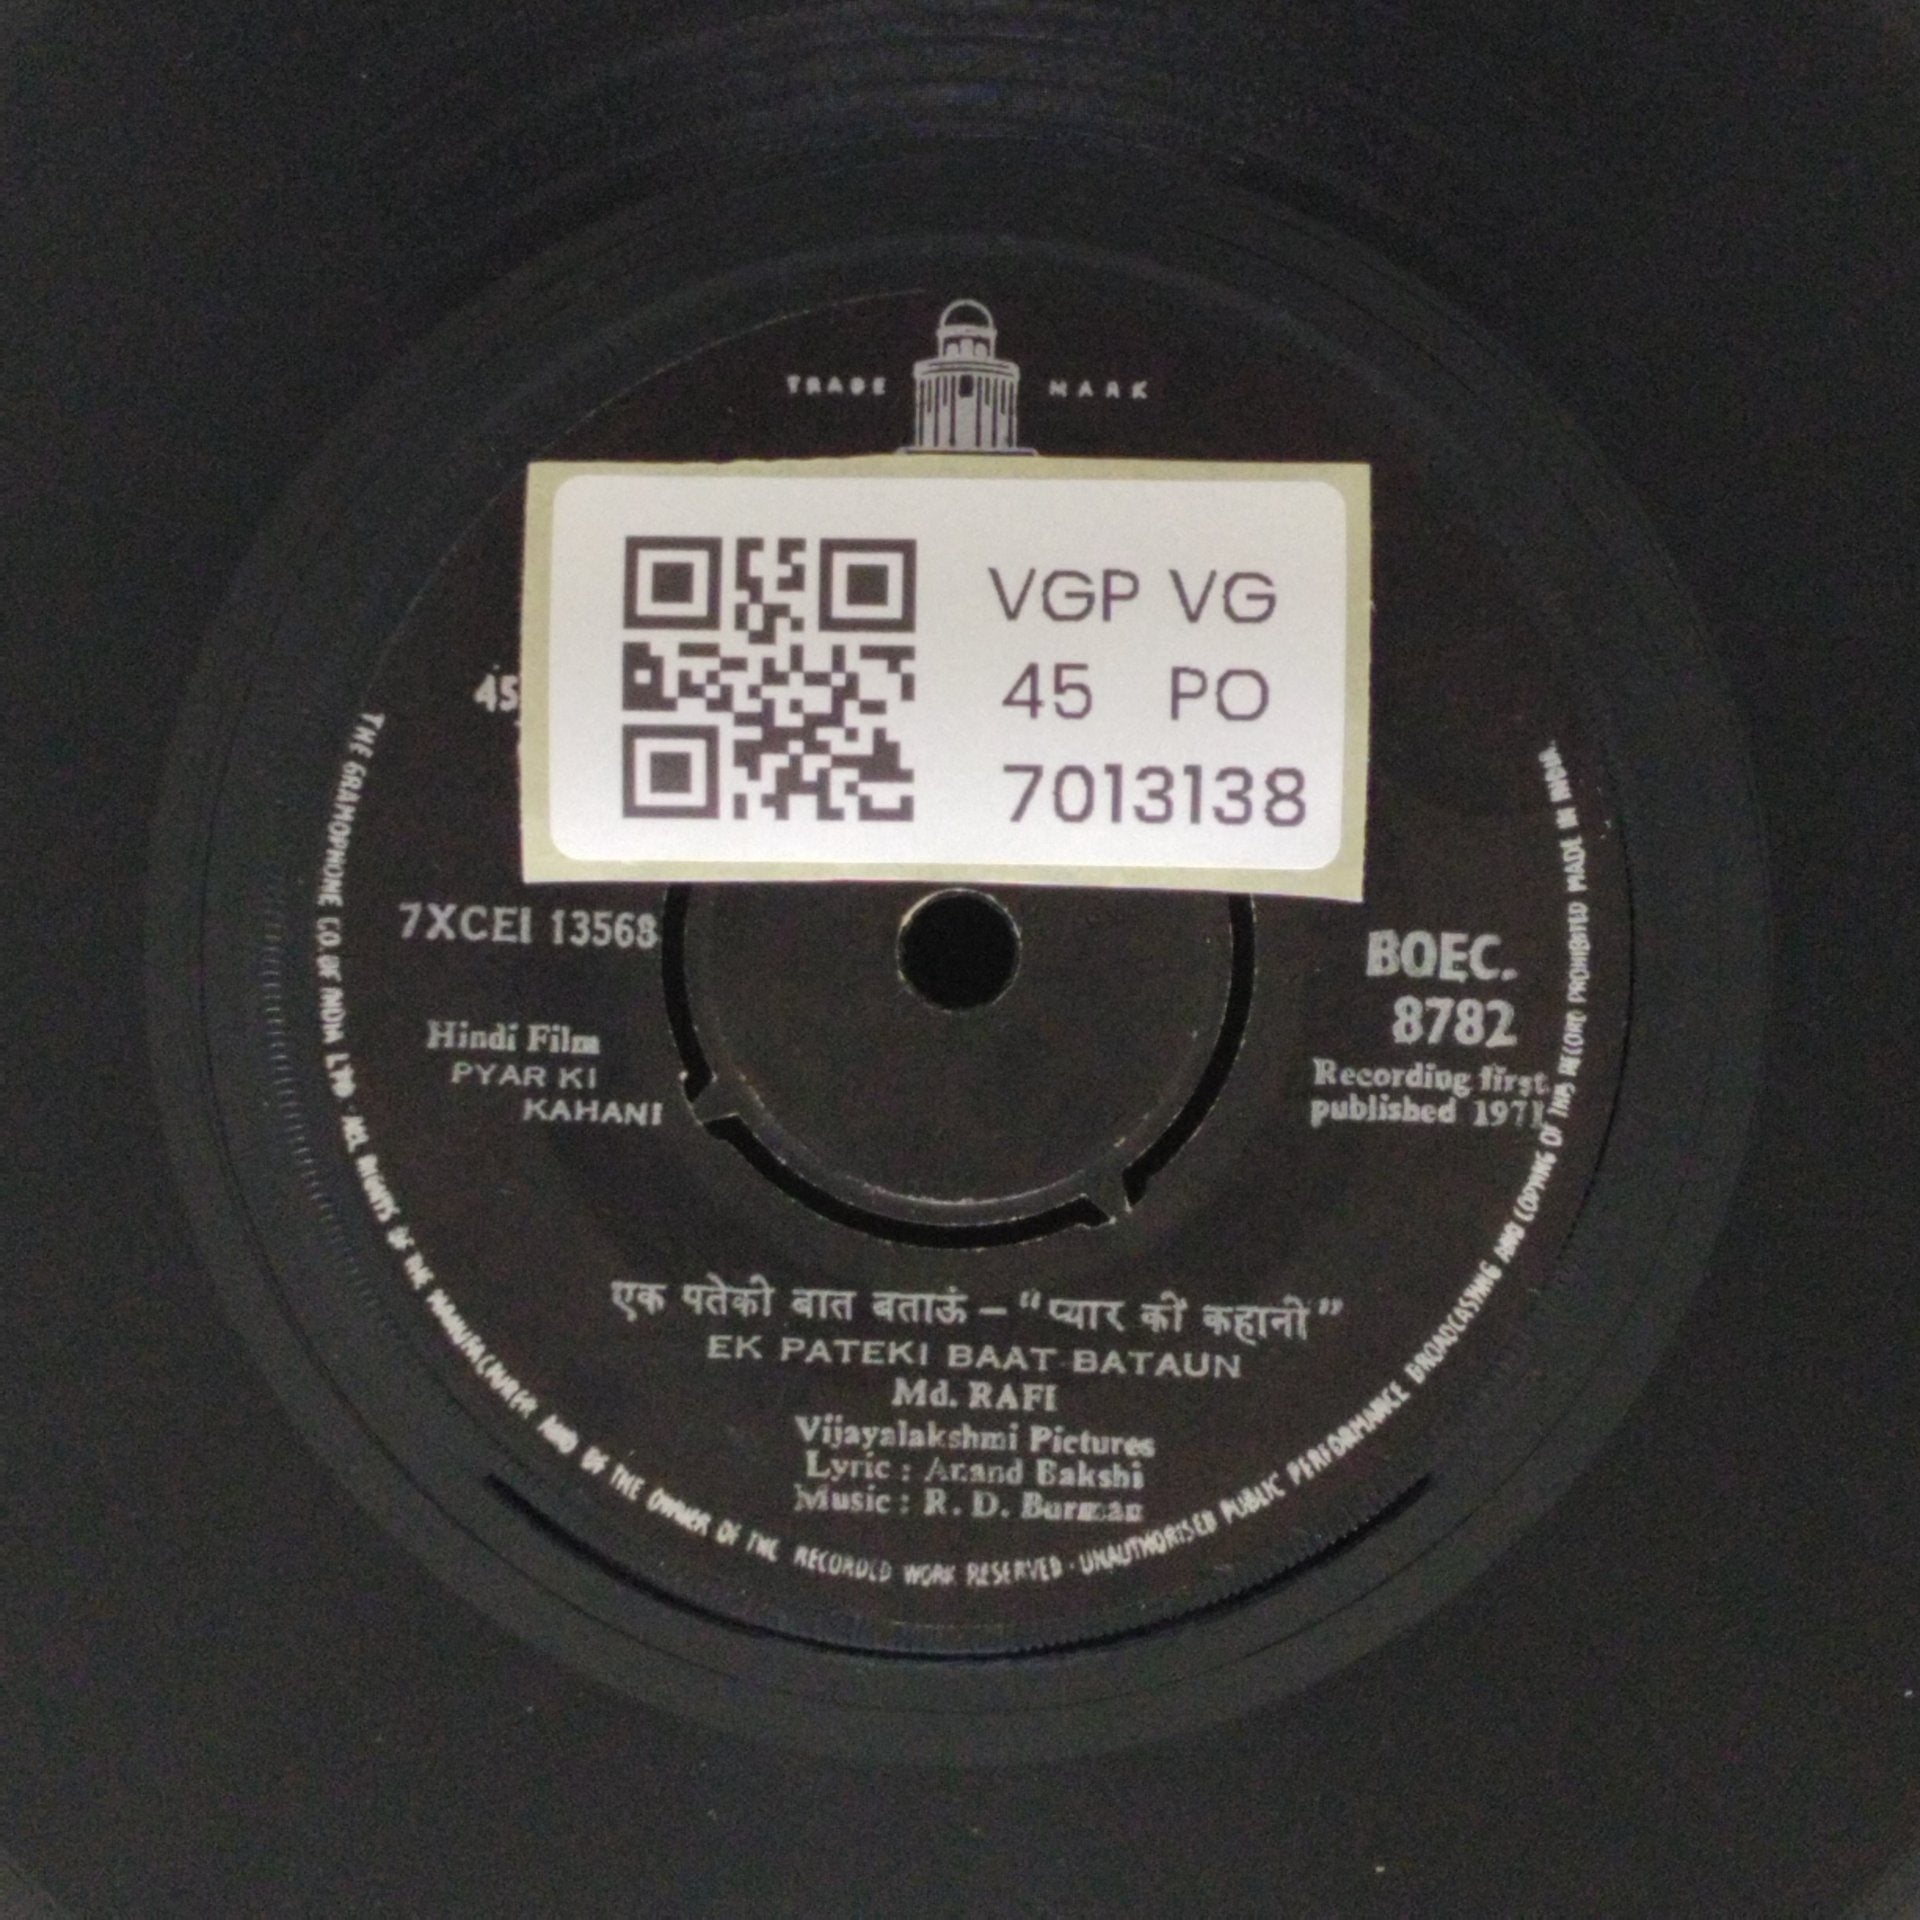 TRADE MARK
VGP VG
45 PO
7013138
45
7XCEI 13568
BOEC.
8782
Recording first
published 1971
Hindi Film
PYAR KI
KAHANI
एक पतेकी बात बताऊं – “प्यार की कहानी”
EK PATEKI BAAT BATAUN
Md. RAFI
Vijayalakshmi Pictures
Lyric : Anand Bakshi
Music : R. D. Burman
THE GRAMOPHONE CO. OF INDIA LTD · ALL RIGHTS OF THE MANUFACTURER AND OF THE OWNER OF THE RECORDED WORK RESERVED · UNAUTHORISED PUBLIC PERFORMANCE BROADCASTING AND COPYING OF THIS RECORD PROHIBITED MADE IN INDIA.